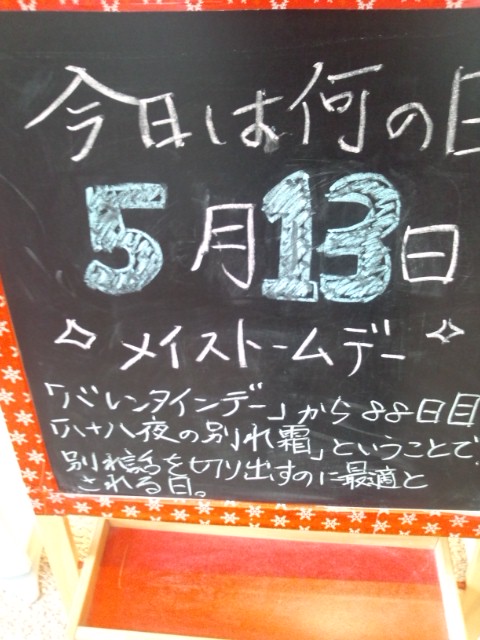 今日は何の日
5月13日
メイストームデー
「バレンタインデー」から88日目
「八十八夜の別れ霜」ということで、
別れ話を切り出すのに最適と
される日。